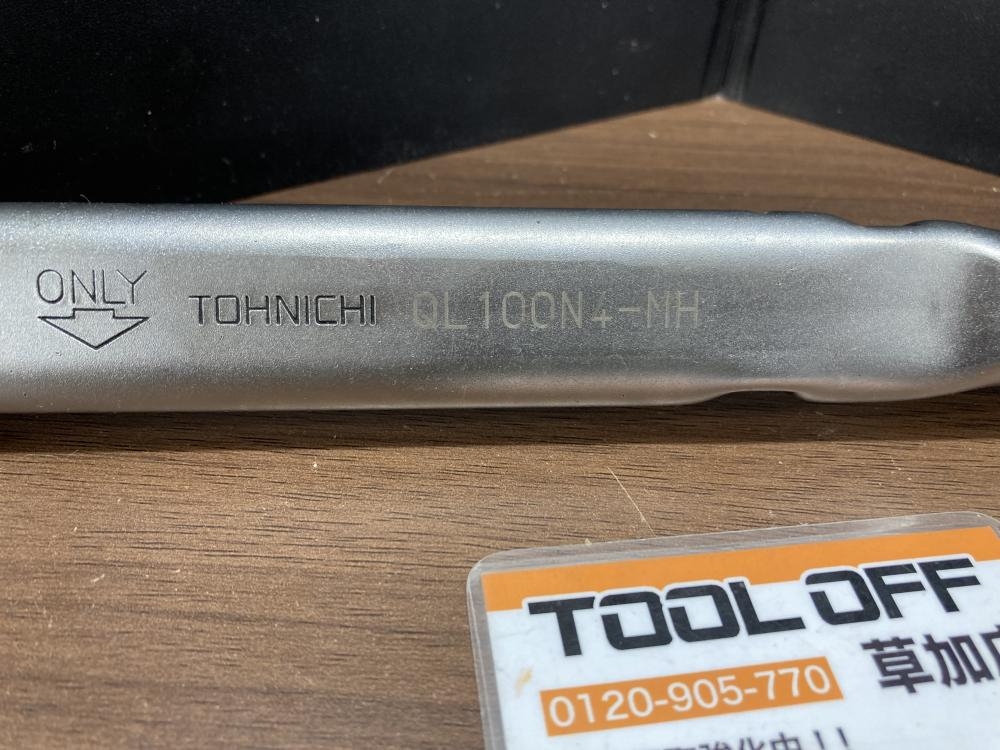 ONLY
TOHNICHI QL100N4-MH
TOOL OFF
0120-905-770
草加